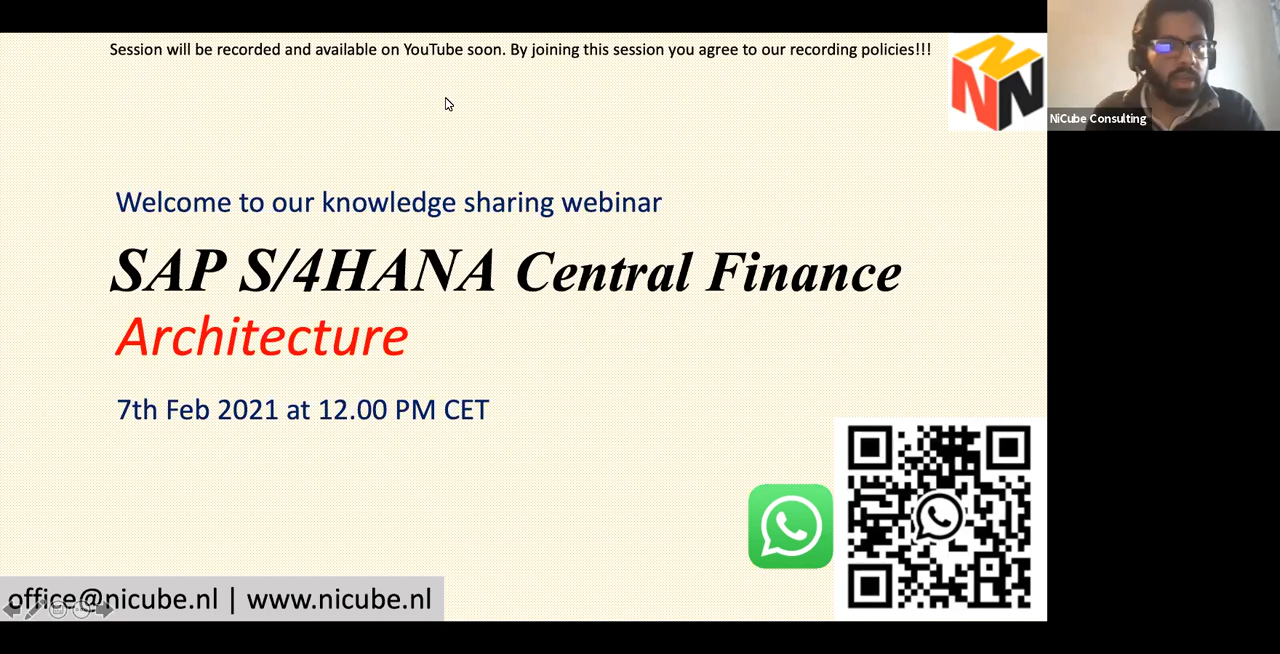 Session will be recorded and available on YouTube soon. By joining this session you agree to our recording policies!!!
NiCube Consulting
Welcome to our knowledge sharing webinar
SAP S/4HANA Central Finance
Architecture
7th Feb 2021 at 12.00 PM CET
office@nicube.nl | www.nicube.nl